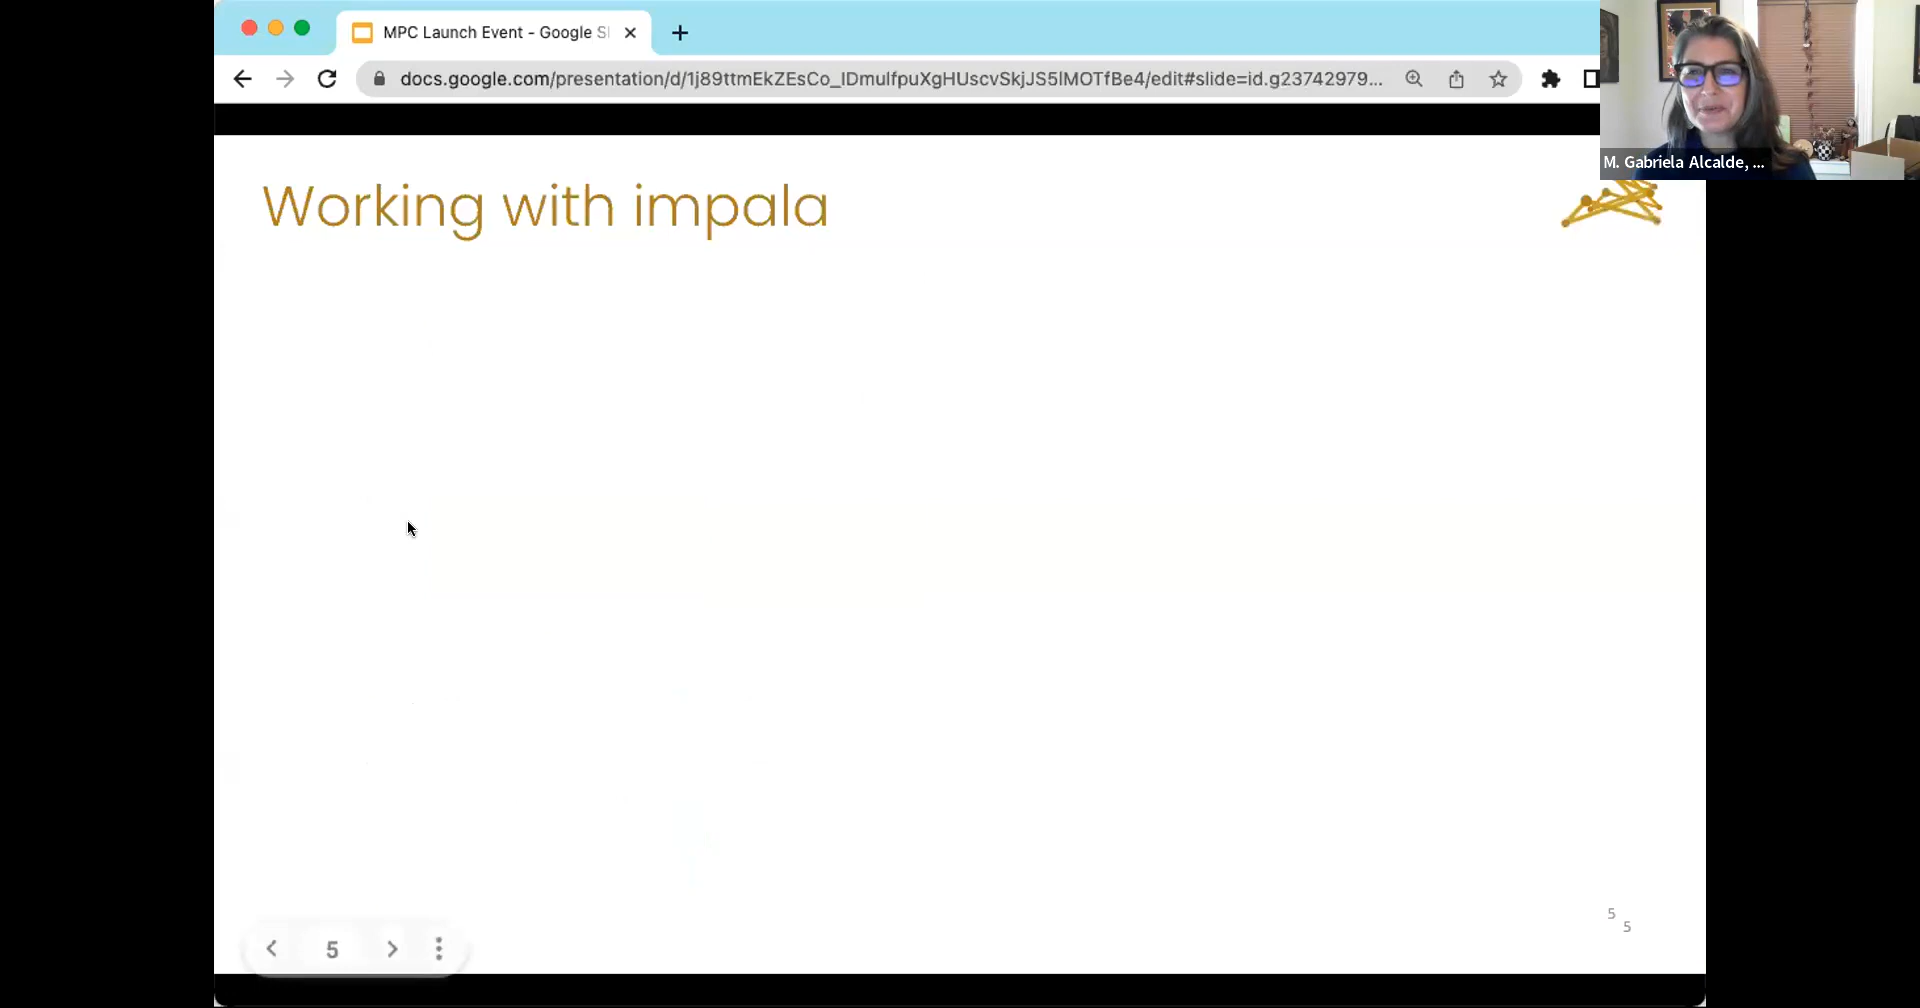 MPC Launch Event - Google Sl
docs.google.com/presentation/d/1j89ttmEkZEsCo_IDmulfpuXgHUscvSkjJS5lMOTfBe4/edit#slide=id.g23742979...
M. Gabriela Alcalde, ...
Working with impala
5
5
5